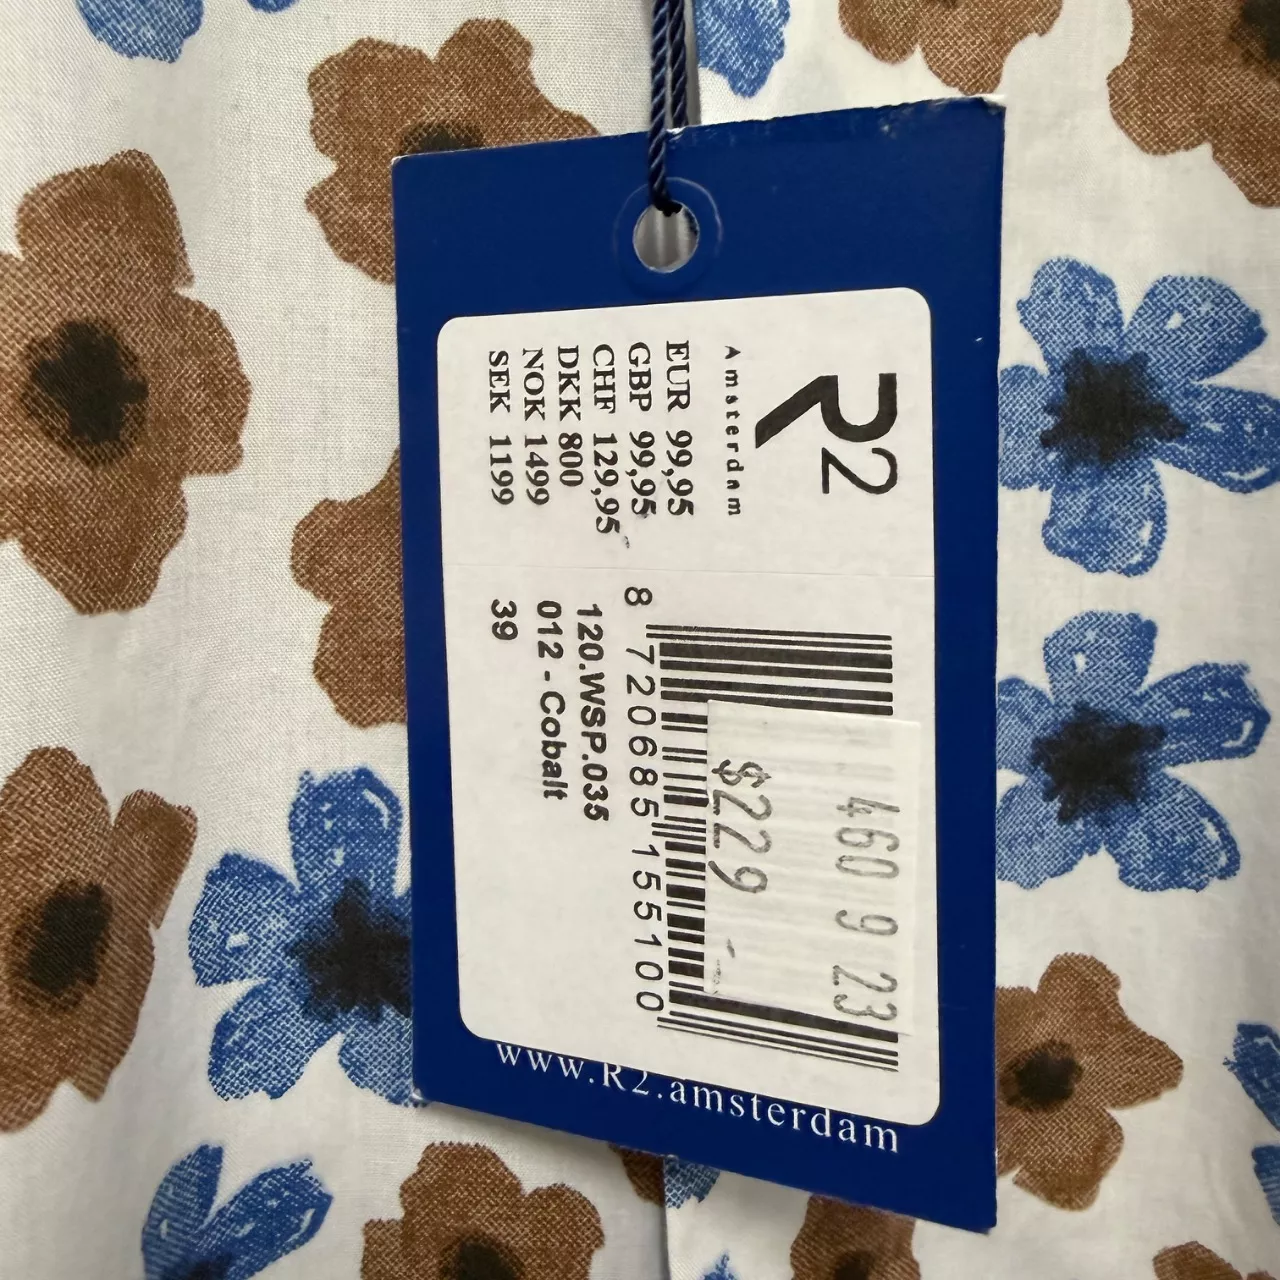 R2
Amsterdam
EUR 99,95
GBP 99,95
CHF 129,95
DKK 800
NOK 1499
SEK 1199
460 9 23
$229
8 720685 155100
120.WSP.035
012 - Cobalt
39
www.R2.amsterdam